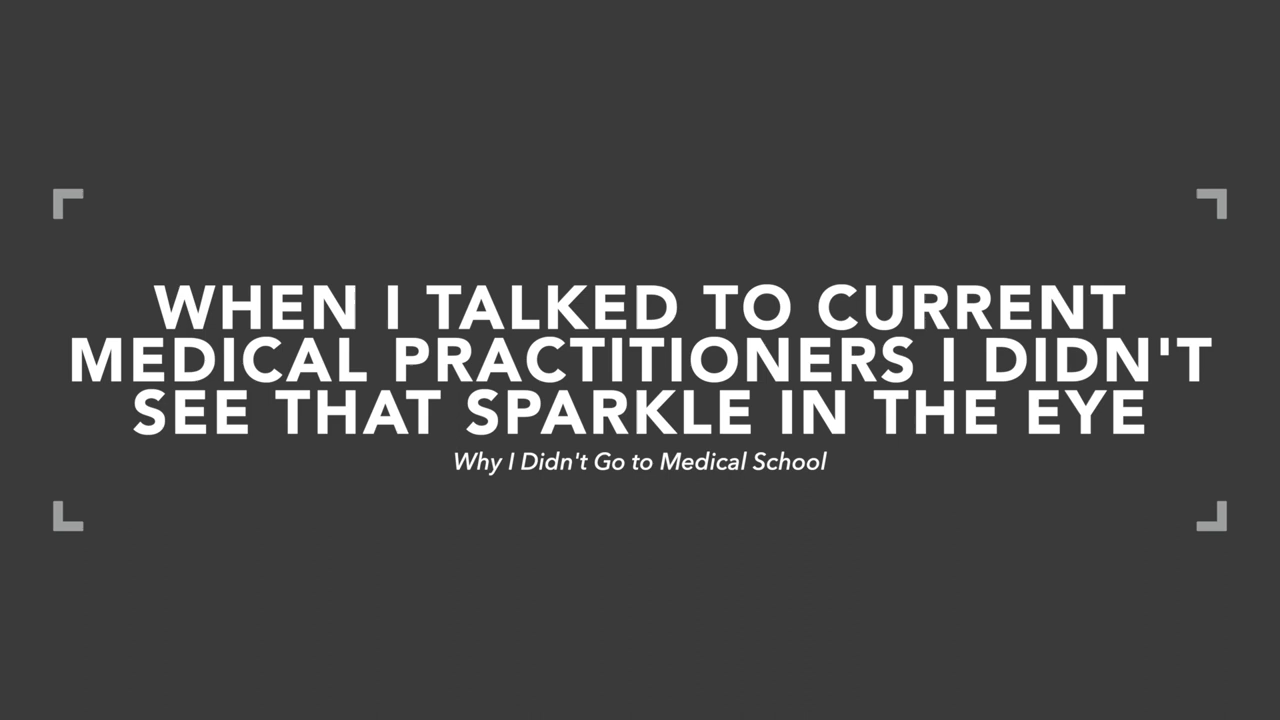 WHEN I TALKED TO CURRENT
MEDICAL PRACTITIONERS I DIDN'T
SEE THAT SPARKLE IN THE EYE
Why I Didn't Go to Medical School